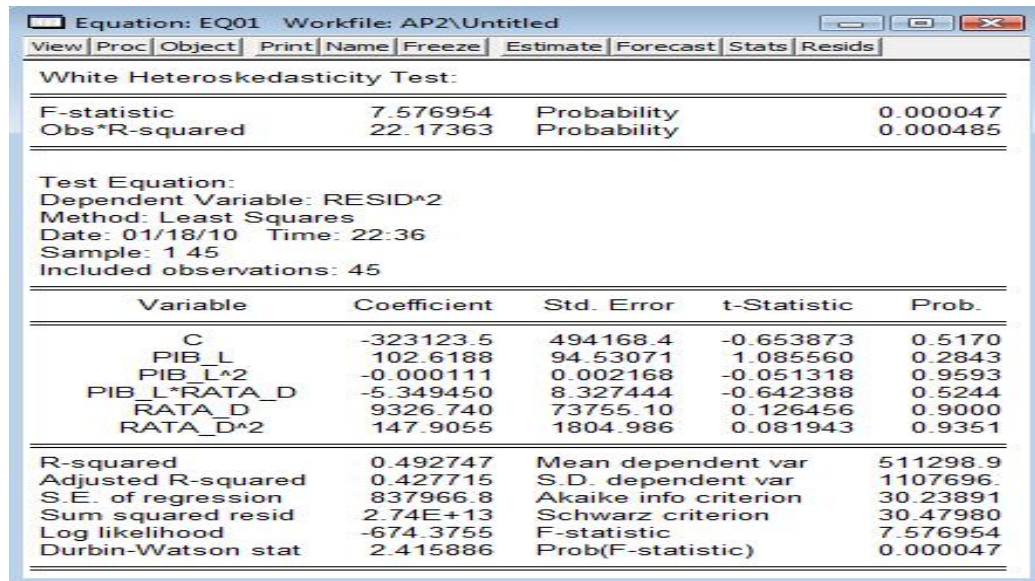 Equation: EQ01 Workfile: AP2\Untitled
View Proc Object Print Name Freeze Estimate Forecast Stats Resids
White Heteroskedasticity Test:
F-statistic 7.576954 Probability 0.000047
Obs*R-squared 22.17363 Probability 0.000485
Test Equation:
Dependent Variable: RESID^2
Method: Least Squares
Date: 01/18/10 Time: 22:36
Sample: 1 45
Included observations: 45
Variable Coefficient Std. Error t-Statistic Prob.
C -323123.5 494168.4 -0.653873 0.5170
PIB_L 102.6188 94.53071 1.085560 0.2843
PIB_L^2 -0.000111 0.002168 -0.051318 0.9593
PIB_L*RATA_D -5.349450 8.327444 -0.642388 0.5244
RATA_D 9326.740 73755.10 0.126456 0.9000
RATA_D^2 147.9055 1804.986 0.081943 0.9351
R-squared 0.492747 Mean dependent var 511298.9
Adjusted R-squared 0.427715 S.D. dependent var 1107696.
S.E. of regression 837966.8 Akaike info criterion 30.23891
Sum squared resid 2.74E+13 Schwarz criterion 30.47980
Log likelihood -674.3755 F-statistic 7.576954
Durbin-Watson stat 2.415886 Prob(F-statistic) 0.000047